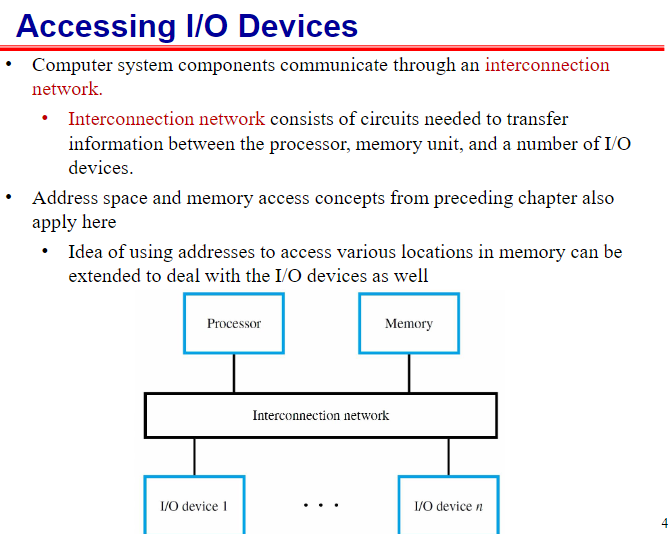 Accessing I/O Devices
• Computer system components communicate through an interconnection
network.
• Interconnection network consists of circuits needed to transfer
information between the processor, memory unit, and a number of I/O
devices.
• Address space and memory access concepts from preceding chapter also
apply here
• Idea of using addresses to access various locations in memory can be
extended to deal with the I/O devices as well
Processor
Memory
Interconnection network
I/O device 1
. . .
I/O device n
4